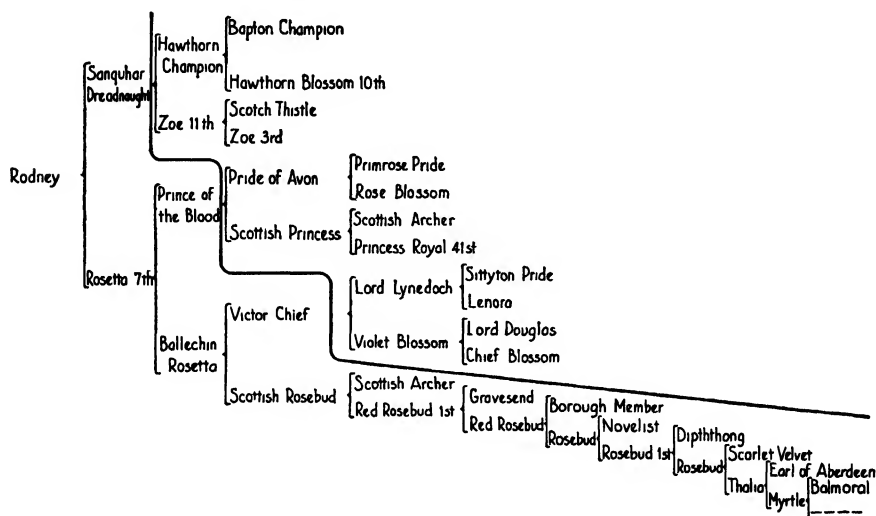 Bapton Champion
Hawthorn
Champion
Hawthorn Blossom 10th
Sanquhar
Dreadnaught
Scotch Thistle
Zoe 11th
Zoe 3rd
Rodney
Primrose Pride
Pride of Avon
Rose Blossom
Prince of
the Blood
Scottish Archer
Scottish Princess
Princess Royal 41st
Rosetta 7th
Sittyton Pride
Lord Lynedoch
Lenora
Victor Chief
Lord Douglas
Violet Blossom
Chief Blossom
Ballechin
Rosetta
Scottish Rosebud
Scottish Archer
Red Rosebud 1st
Gravesend
Red Rosebud
Borough Member
Rosebud
Novelist
Rosebud 1st
Dipththong
Rosebud
Scarlet Velvet
Thalia
Earl of Aberdeen
Myrtle
Balmoral